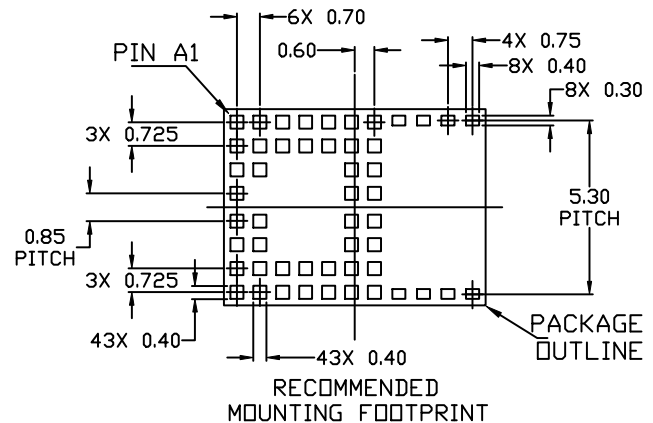 6X 0.70
PIN A1
0.60
4X 0.75
8X 0.40
8X 0.30
3X 0.725
5.30
PITCH
0.85
PITCH
3X 0.725
43X 0.40
43X 0.40
PACKAGE
OUTLINE
RECOMMENDED
MOUNTING FOOTPRINT